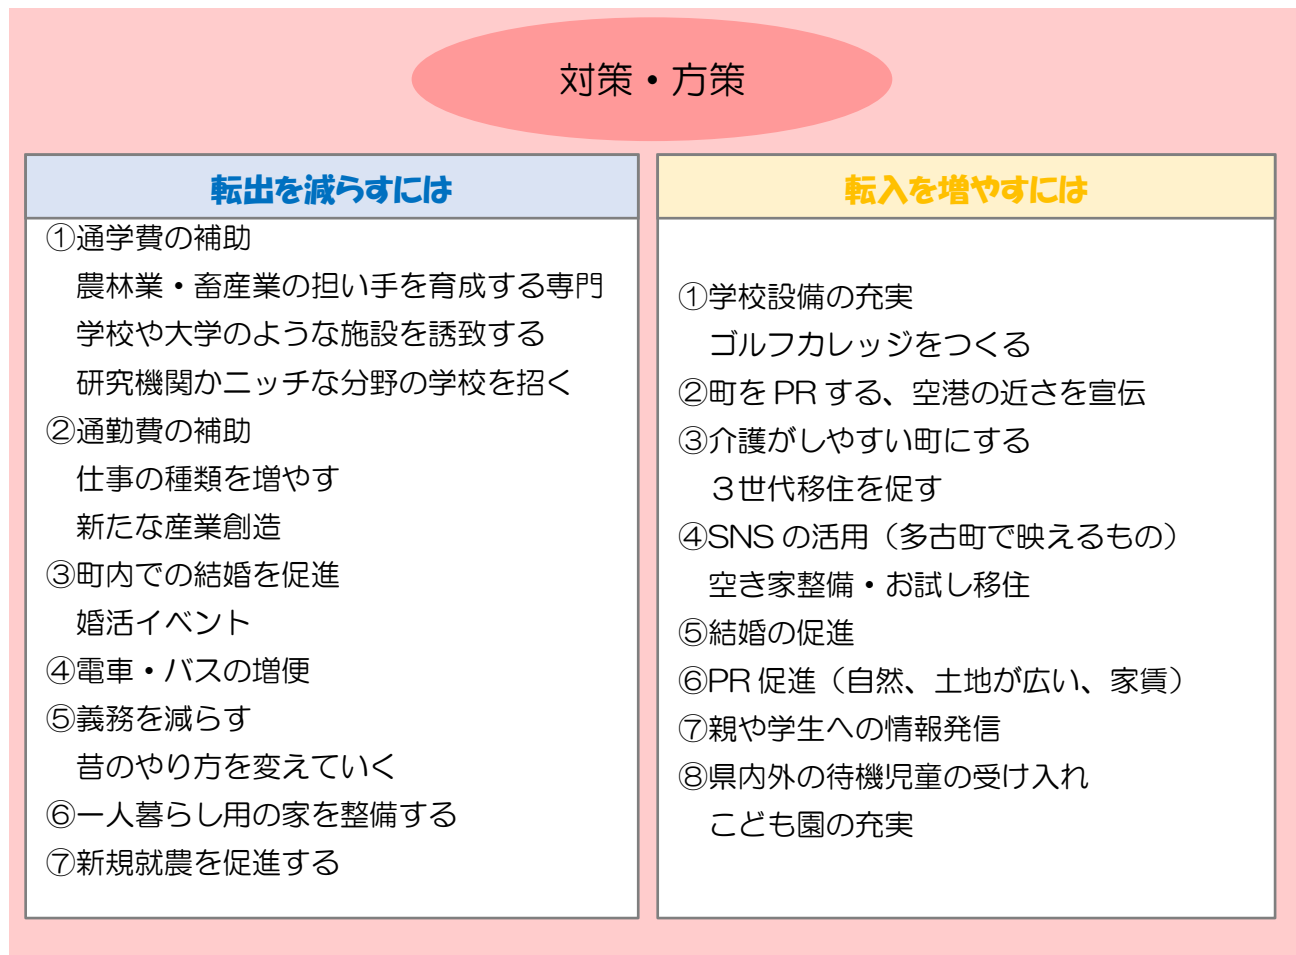 対策・方策
転出を減らすには
①通学費の補助
農林業・畜産業の担い手を育成する専門
学校や大学のような施設を誘致する
研究機関かニッチな分野の学校を招く
②通勤費の補助
仕事の種類を増やす
新たな産業創造
③町内での結婚を促進
婚活イベント
④電車・バスの増便
⑤義務を減らす
昔のやり方を変えていく
⑥一人暮らし用の家を整備する
⑦新規就農を促進する
転入を増やすには
①学校設備の充実
ゴルフカレッジをつくる
②町を PR する、空港の近さを宣伝
③介護がしやすい町にする
３世代移住を促す
④SNS の活用（多古町で映えるもの）
空き家整備・お試し移住
⑤結婚の促進
⑥PR 促進（自然、土地が広い、家賃）
⑦親や学生への情報発信
⑧県内外の待機児童の受け入れ
こども園の充実